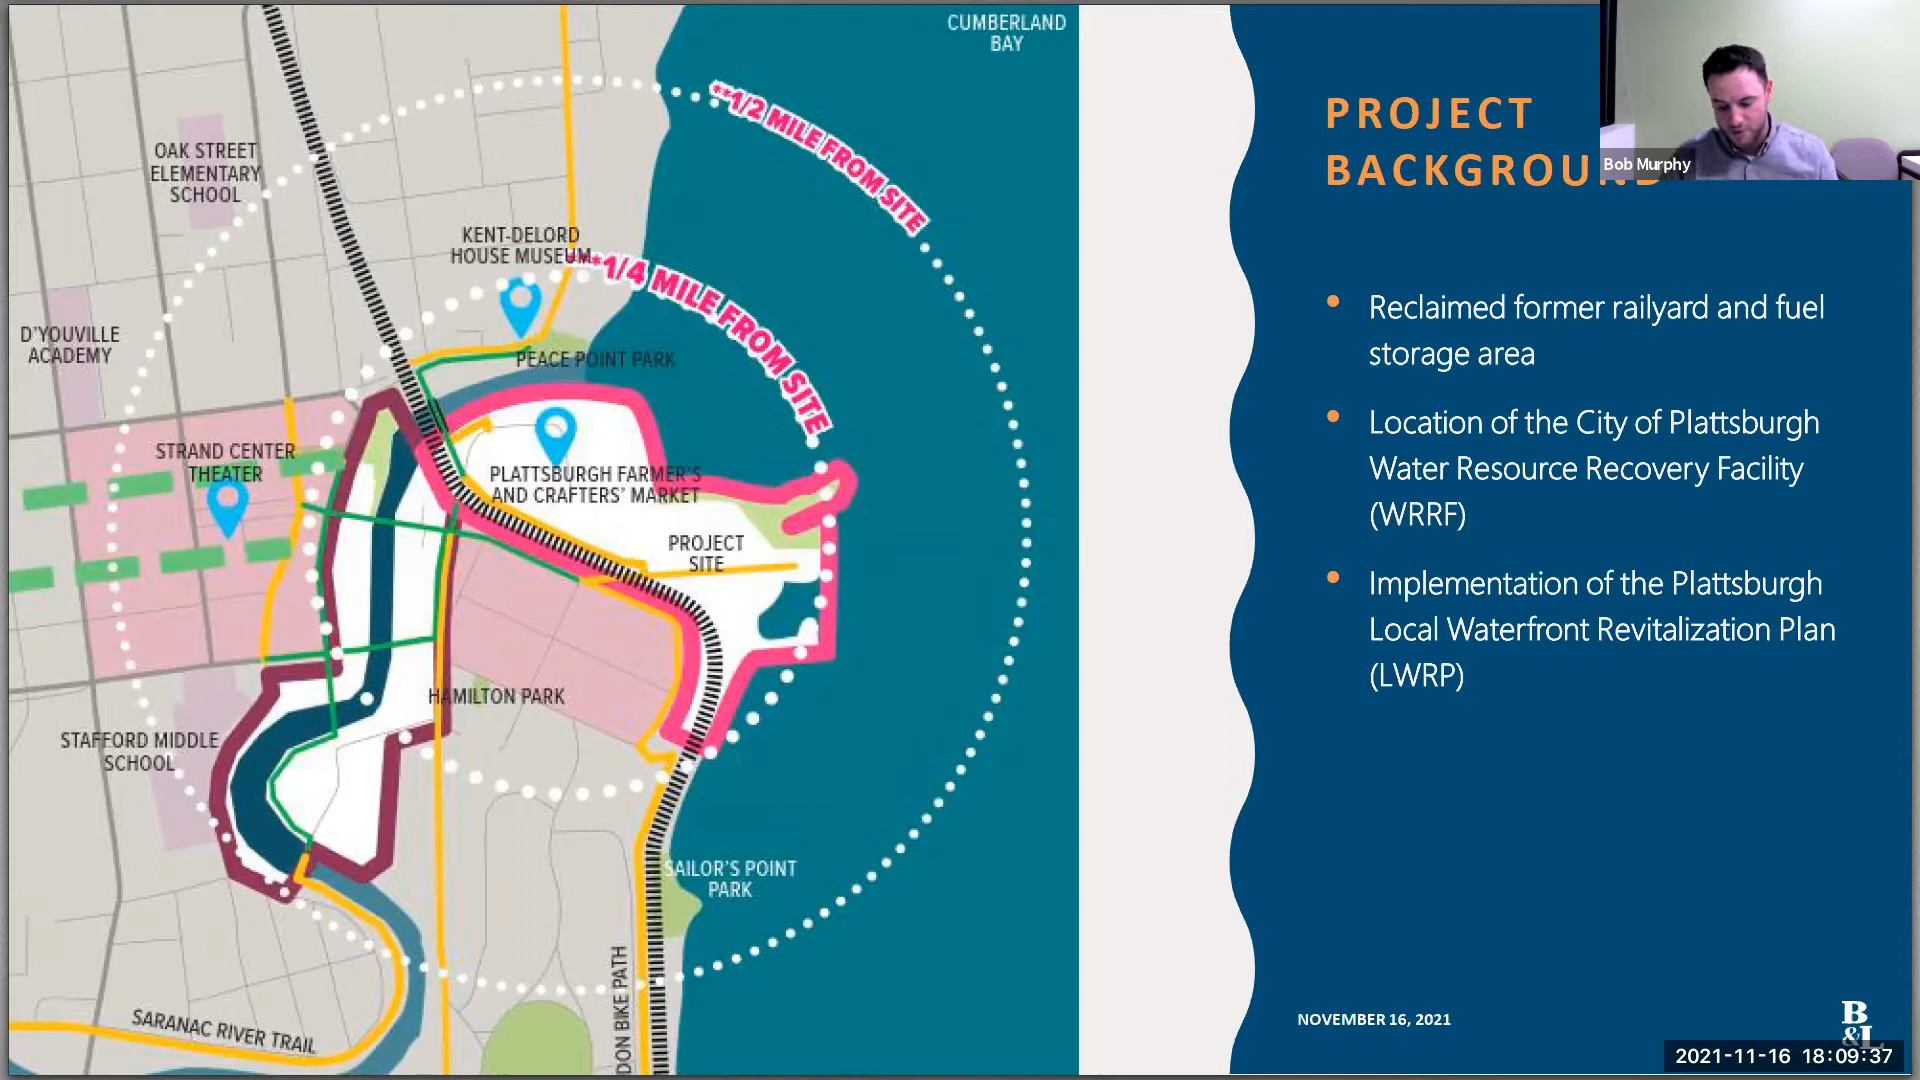 CUMBERLAND
BAY
**1/2 MILE FROM SITE
OAK STREET
ELEMENTARY
SCHOOL
KENT-DELORD
HOUSE MUSEUM
***1/4 MILE FROM SITE
D'YOUVILLE
ACADEMY
PEACE POINT PARK
STRAND CENTER
THEATER
PLATTSBURGH FARMER'S
AND CRAFTERS' MARKET
PROJECT
SITE
HAMILTON PARK
STAFFORD MIDDLE
SCHOOL
SAILOR'S POINT
PARK
DON BIKE PATH
SARANAC RIVER TRAIL
PROJECT
BACKGROUND
Bob Murphy
• Reclaimed former railyard and fuel
storage area
• Location of the City of Plattsburgh
Water Resource Recovery Facility
(WRRF)
• Implementation of the Plattsburgh
Local Waterfront Revitalization Plan
(LWRP)
NOVEMBER 16, 2021
B
&L
2021-11-16 18:09:37